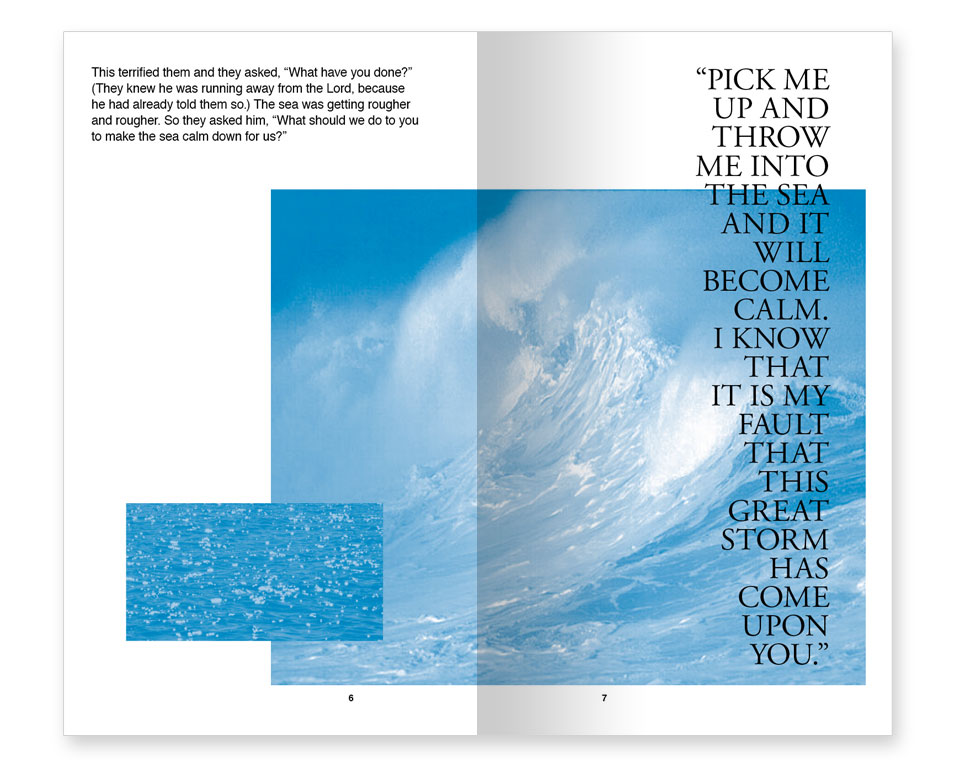 This terrified them and they asked, “What have you done?”
(They knew he was running away from the Lord, because
he had already told them so.) The sea was getting rougher
and rougher. So they asked him, “What should we do to you
to make the sea calm down for us?”
“PICK ME
UP AND
THROW
ME INTO
THE SEA
AND IT
WILL
BECOME
CALM.
I KNOW
THAT
IT IS MY
FAULT
THAT
THIS
GREAT
STORM
HAS
COME
UPON
YOU.”
6
7